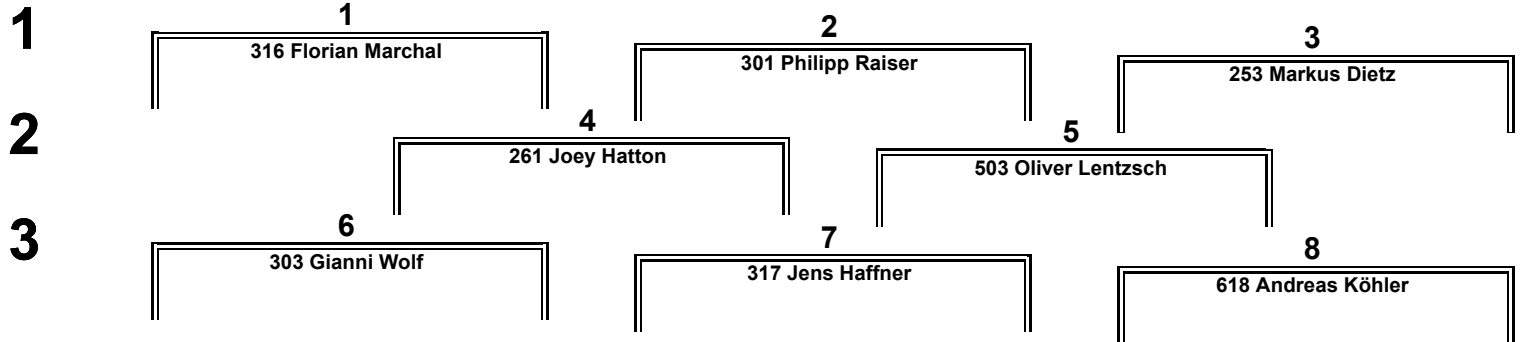 1
1
316 Florian Marchal
2
301 Philipp Raiser
3
253 Markus Dietz
2
4
261 Joey Hatton
5
503 Oliver Lentzsch
3
6
303 Gianni Wolf
7
317 Jens Haffner
8
618 Andreas Köhler